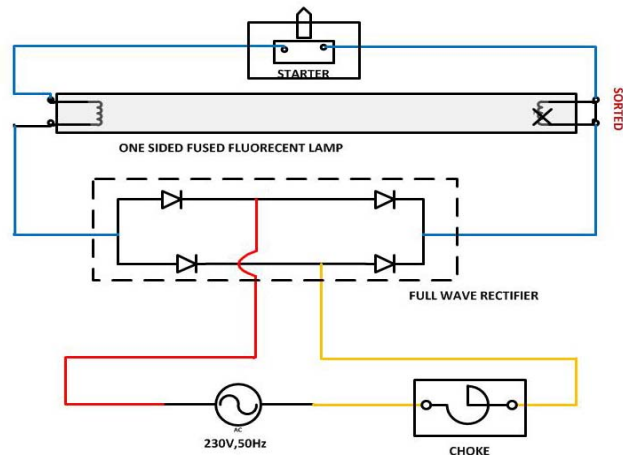 STARTER
SORTED
ONE SIDED FUSED FLUORECENT LAMP
FULL WAVE RECTIFIER
AC
230V,50Hz
CHOKE